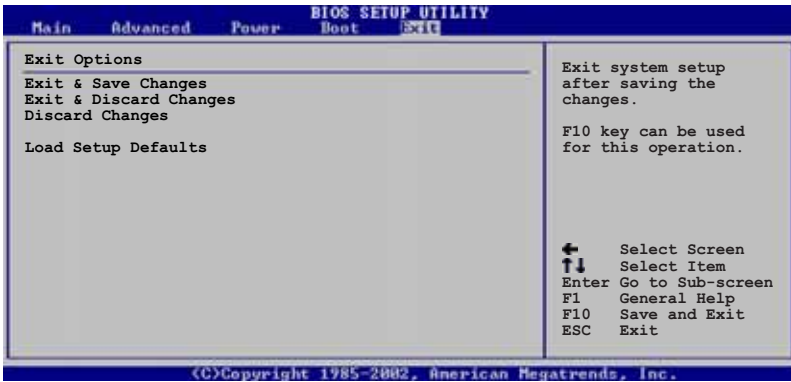 BIOS SETUP UTILITY
Main Advanced Power Boot Exit
Exit Options
Exit & Save Changes
Exit & Discard Changes
Discard Changes
Load Setup Defaults
Exit system setup
after saving the
changes.
F10 key can be used
for this operation.
← Select Screen
↑↓ Select Item
Enter Go to Sub-screen
F1 General Help
F10 Save and Exit
ESC Exit
(C)Copyright 1985-2002, American Megatrends, Inc.